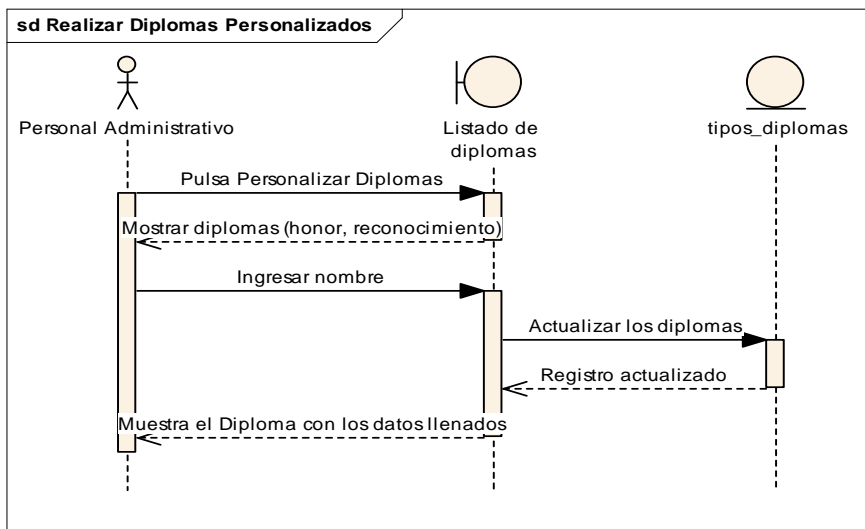 sd Realizar Diplomas Personalizados
Personal Administrativo
Listado de
diplomas
tipos_diplomas
Pulsa Personalizar Diplomas
Mostrar diplomas (honor, reconocimiento)
Ingresar nombre
Actualizar los diplomas
Registro actualizado
Muestra el Diploma con los datos llenados